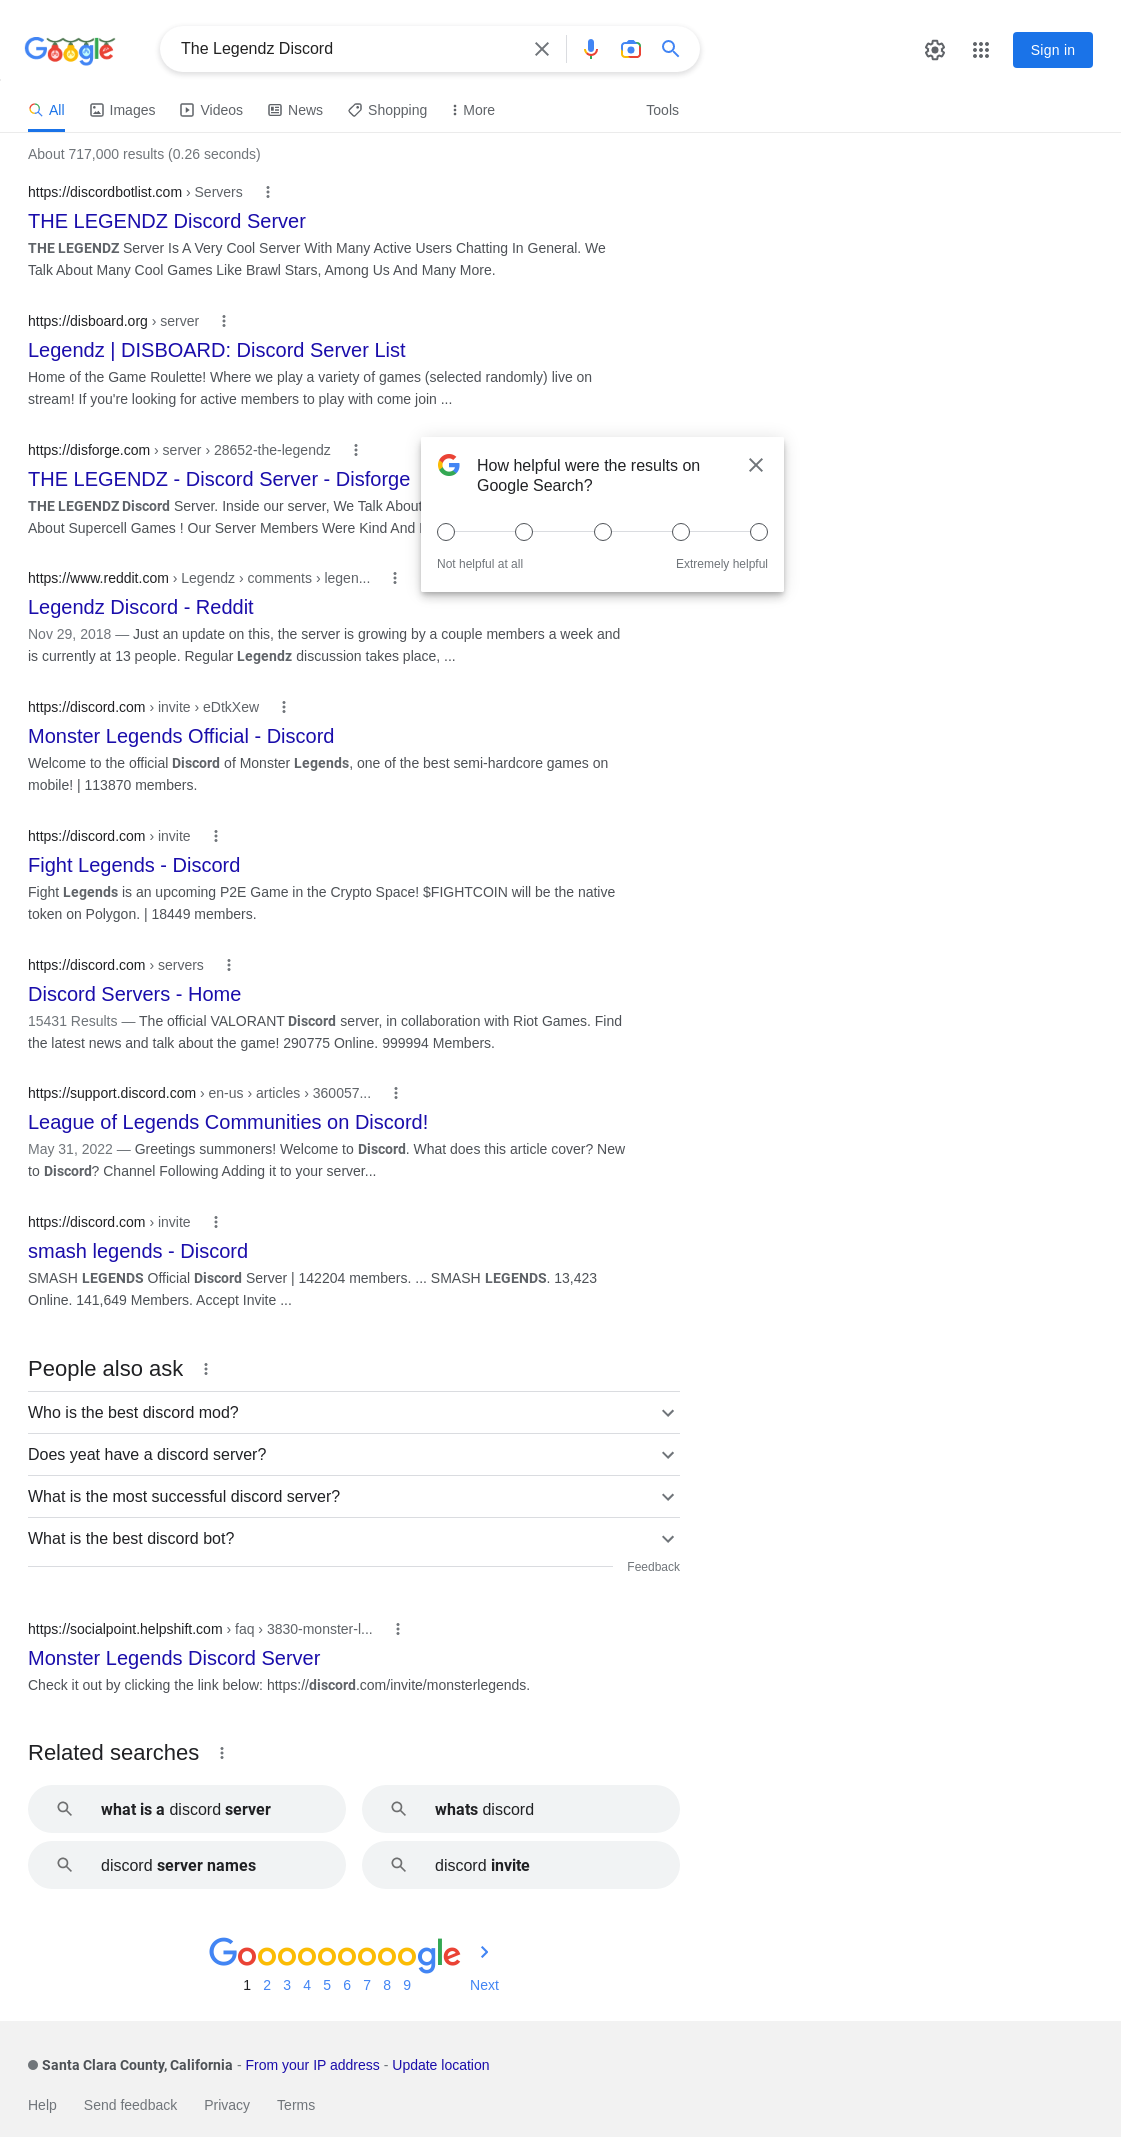 Google
The Legendz Discord
Sign in
All Images Videos News Shopping More Tools
About 717,000 results (0.26 seconds)
https://discordbotlist.com › Servers
THE LEGENDZ Discord Server
THE LEGENDZ Server Is A Very Cool Server With Many Active Users Chatting In General. We
Talk About Many Cool Games Like Brawl Stars, Among Us And Many More.
https://disboard.org › server
Legendz | DISBOARD: Discord Server List
Home of the Game Roulette! Where we play a variety of games (selected randomly) live on
stream! If you're looking for active members to play with come join ...
https://disforge.com › server › 28652-the-legendz
THE LEGENDZ - Discord Server - Disforge
THE LEGENDZ Discord Server. Inside our server, We Talk About
About Supercell Games ! Our Server Members Were Kind And
How helpful were the results on
Google Search?
Not helpful at all Extremely helpful
https://www.reddit.com › Legendz › comments › legen...
Legendz Discord - Reddit
Nov 29, 2018 — Just an update on this, the server is growing by a couple members a week and
is currently at 13 people. Regular Legendz discussion takes place, ...
https://discord.com › invite › eDtkXew
Monster Legends Official - Discord
Welcome to the official Discord of Monster Legends, one of the best semi-hardcore games on
mobile! | 113870 members.
https://discord.com › invite
Fight Legends - Discord
Fight Legends is an upcoming P2E Game in the Crypto Space! $FIGHTCOIN will be the native
token on Polygon. | 18449 members.
https://discord.com › servers
Discord Servers - Home
15431 Results — The official VALORANT Discord server, in collaboration with Riot Games. Find
the latest news and talk about the game! 290775 Online. 999994 Members.
https://support.discord.com › en-us › articles › 360057...
League of Legends Communities on Discord!
May 31, 2022 — Greetings summoners! Welcome to Discord. What does this article cover? New
to Discord? Channel Following Adding it to your server...
https://discord.com › invite
smash legends - Discord
SMASH LEGENDS Official Discord Server | 142204 members. ... SMASH LEGENDS. 13,423
Online. 141,649 Members. Accept Invite ...
People also ask
Who is the best discord mod?
Does yeat have a discord server?
What is the most successful discord server?
What is the best discord bot?
Feedback
https://socialpoint.helpshift.com › faq › 3830-monster-l...
Monster Legends Discord Server
Check it out by clicking the link below: https://discord.com/invite/monsterlegends.
Related searches
what is a discord server whats discord
discord server names discord invite
Gooooooooogle
1 2 3 4 5 6 7 8 9 Next
Santa Clara County, California - From your IP address - Update location
Help Send feedback Privacy Terms